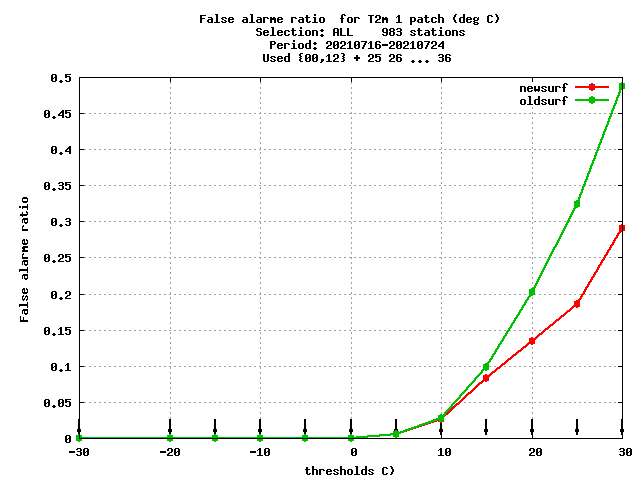 False alarme ratio  for T2m 1 patch (deg C)
Selection: ALL    983 stations
Period: 20210716-20210724
Used {00,12} + 25 26 ... 36
0.5
newsurf
oldsurf
0.45
0.4
0.35
0.3
0.25
0.2
0.15
0.1
0.05
0
False alarme ratio
-30
-20
-10
0
10
20
30
thresholds C)